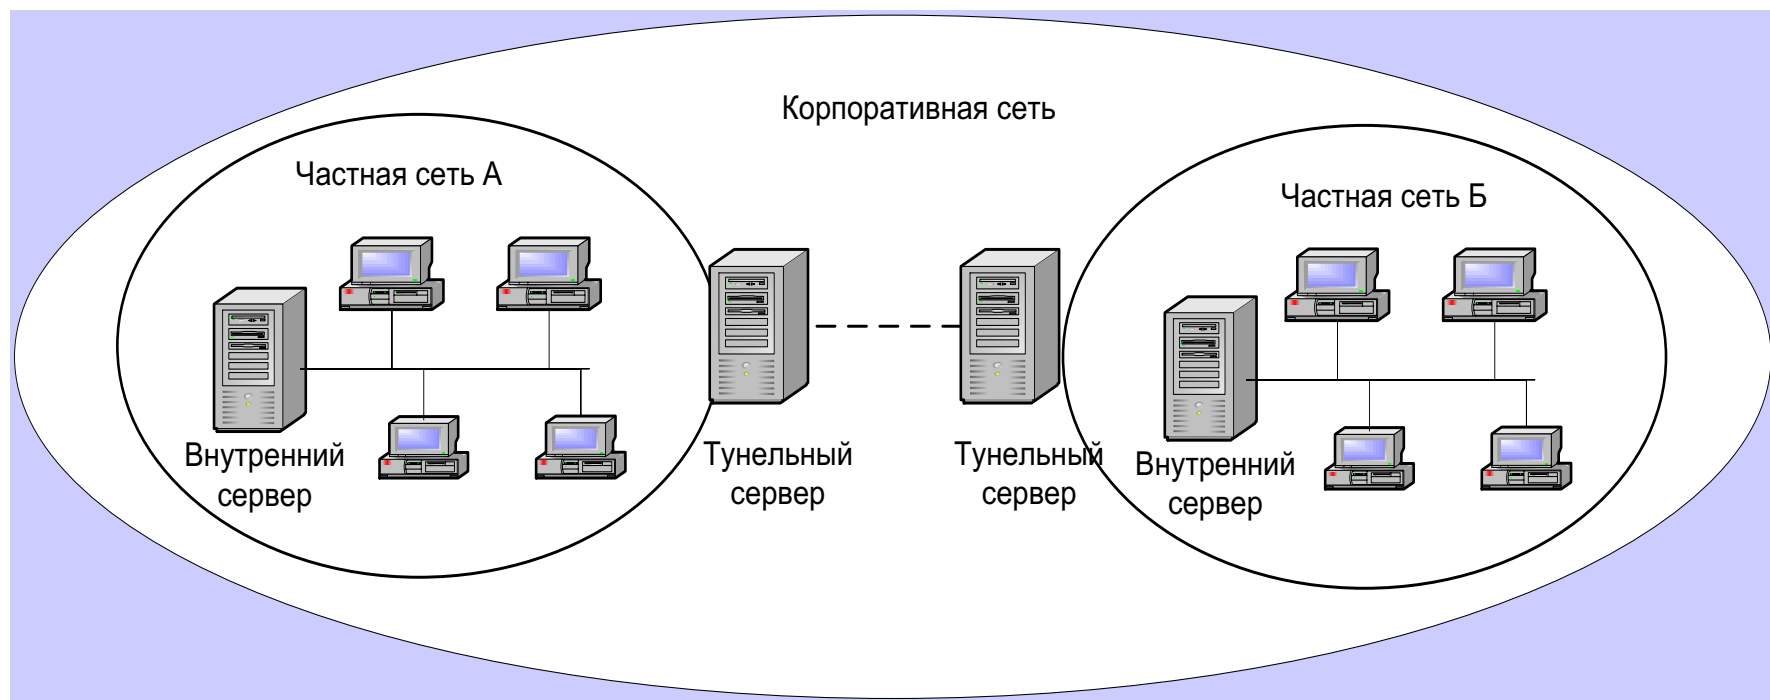 Корпоративная сеть
Частная сеть А
Частная сеть Б
Внутренний
сервер
Тунельный
сервер
Тунельный
сервер
Внутренний
сервер